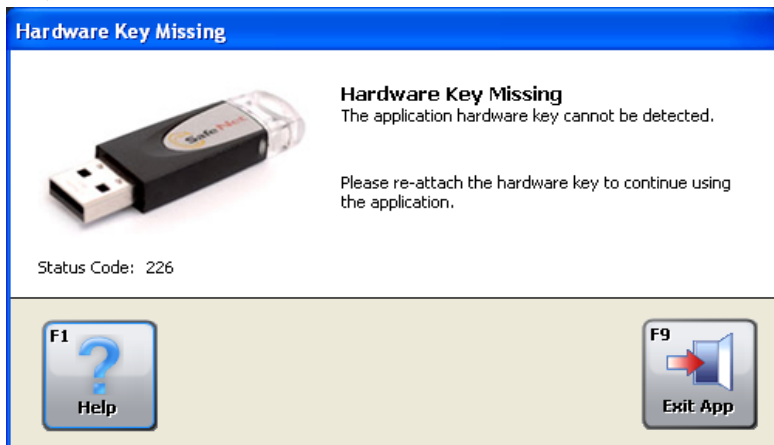 Hardware Key Missing
SafeNet
Hardware Key Missing
The application hardware key cannot be detected.
Please re-attach the hardware key to continue using
the application.
Status Code: 226
F1
Help
F9
Exit App